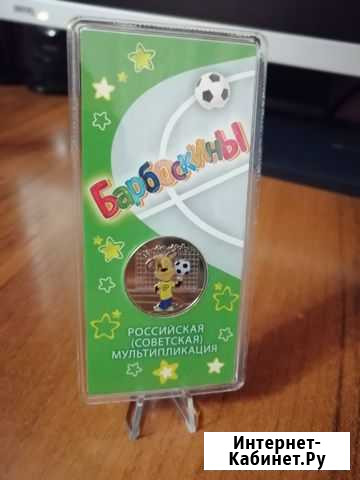 Барбоскины
РОССИЙСКАЯ
(СОВЕТСКАЯ)
МУЛЬТИПЛИКАЦИЯ
Интернет-
Кабинет.Ру